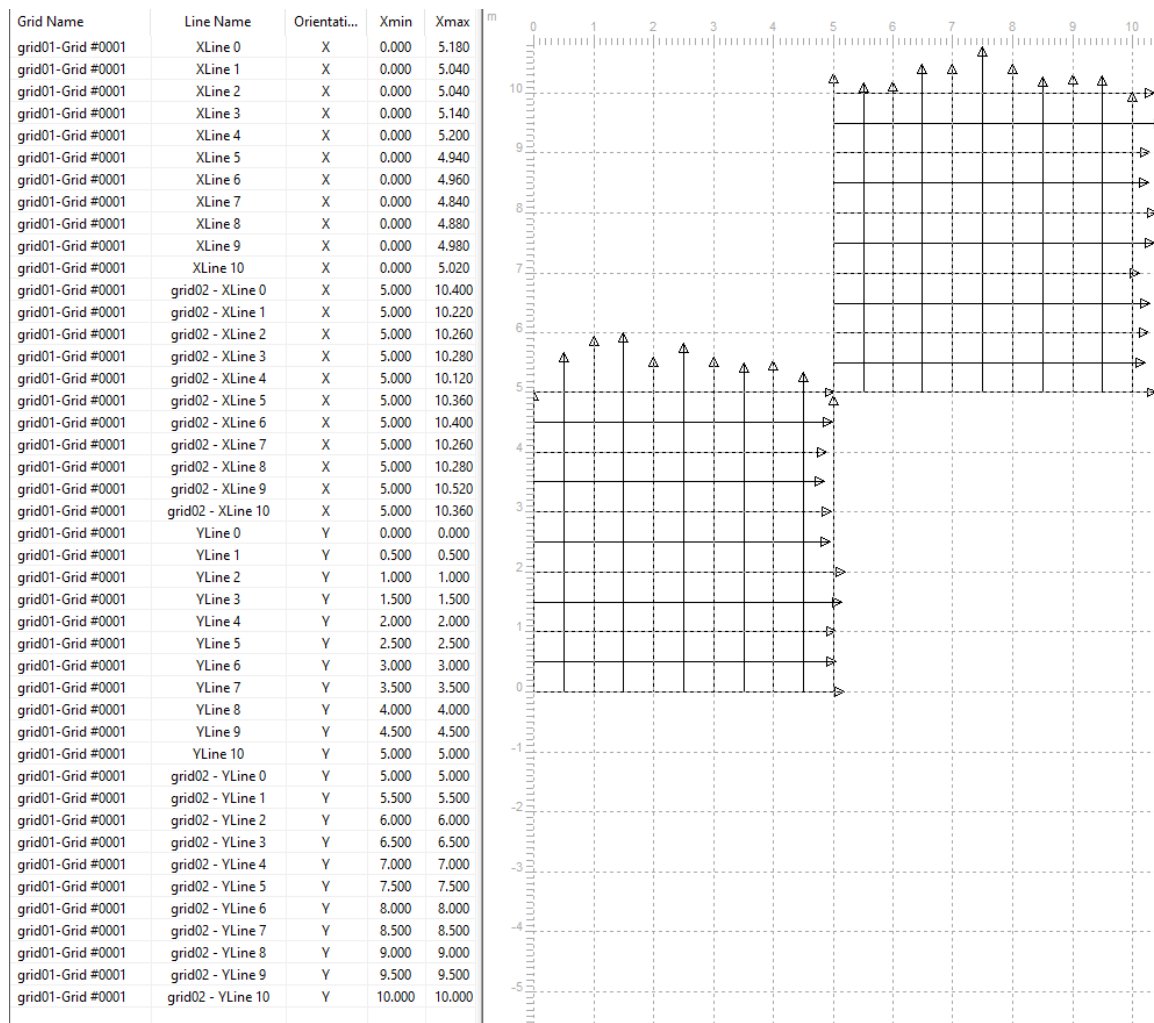 Grid Name Line Name Orientati... Xmin Xmax
grid01-Grid #0001 XLine 0 X 0.000 5.180
grid01-Grid #0001 XLine 1 X 0.000 5.040
grid01-Grid #0001 XLine 2 X 0.000 5.040
grid01-Grid #0001 XLine 3 X 0.000 5.140
grid01-Grid #0001 XLine 4 X 0.000 5.200
grid01-Grid #0001 XLine 5 X 0.000 4.940
grid01-Grid #0001 XLine 6 X 0.000 4.960
grid01-Grid #0001 XLine 7 X 0.000 4.840
grid01-Grid #0001 XLine 8 X 0.000 4.880
grid01-Grid #0001 XLine 9 X 0.000 4.980
grid01-Grid #0001 XLine 10 X 0.000 5.020
grid01-Grid #0001 grid02 - XLine 0 X 5.000 10.400
grid01-Grid #0001 grid02 - XLine 1 X 5.000 10.220
grid01-Grid #0001 grid02 - XLine 2 X 5.000 10.260
grid01-Grid #0001 grid02 - XLine 3 X 5.000 10.280
grid01-Grid #0001 grid02 - XLine 4 X 5.000 10.120
grid01-Grid #0001 grid02 - XLine 5 X 5.000 10.360
grid01-Grid #0001 grid02 - XLine 6 X 5.000 10.400
grid01-Grid #0001 grid02 - XLine 7 X 5.000 10.260
grid01-Grid #0001 grid02 - XLine 8 X 5.000 10.280
grid01-Grid #0001 grid02 - XLine 9 X 5.000 10.520
grid01-Grid #0001 grid02 - XLine 10 X 5.000 10.360
grid01-Grid #0001 YLine 0 Y 0.000 0.000
grid01-Grid #0001 YLine 1 Y 0.500 0.500
grid01-Grid #0001 YLine 2 Y 1.000 1.000
grid01-Grid #0001 YLine 3 Y 1.500 1.500
grid01-Grid #0001 YLine 4 Y 2.000 2.000
grid01-Grid #0001 YLine 5 Y 2.500 2.500
grid01-Grid #0001 YLine 6 Y 3.000 3.000
grid01-Grid #0001 YLine 7 Y 3.500 3.500
grid01-Grid #0001 YLine 8 Y 4.000 4.000
grid01-Grid #0001 YLine 9 Y 4.500 4.500
grid01-Grid #0001 YLine 10 Y 5.000 5.000
grid01-Grid #0001 grid02 - YLine 0 Y 5.000 5.000
grid01-Grid #0001 grid02 - YLine 1 Y 5.500 5.500
grid01-Grid #0001 grid02 - YLine 2 Y 6.000 6.000
grid01-Grid #0001 grid02 - YLine 3 Y 6.500 6.500
grid01-Grid #0001 grid02 - YLine 4 Y 7.000 7.000
grid01-Grid #0001 grid02 - YLine 5 Y 7.500 7.500
grid01-Grid #0001 grid02 - YLine 6 Y 8.000 8.000
grid01-Grid #0001 grid02 - YLine 7 Y 8.500 8.500
grid01-Grid #0001 grid02 - YLine 8 Y 9.000 9.000
grid01-Grid #0001 grid02 - YLine 9 Y 9.500 9.500
grid01-Grid #0001 grid02 - YLine 10 Y 10.000 10.000
m
0 1 2 3 4 5 6 7 8 9 10
10
9
8
7
6
5
4
3
2
1
0
-1
-2
-3
-4
-5